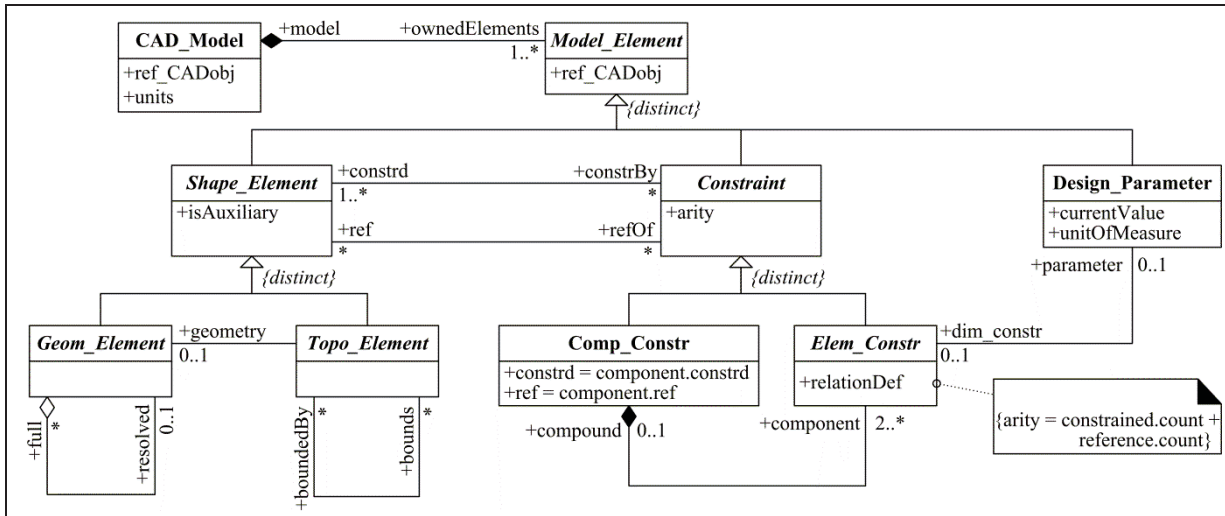 CAD_Model
+ref_CADobj
+units
+model
+ownedElements
1..*
Model_Element
+ref_CADobj
{distinct}
Shape_Element
+isAuxiliary
+constrd
1..*
+constrBy
*
+ref
*
+refOf
*
Constraint
+arity
Design_Parameter
+currentValue
+unitOfMeasure
+parameter
0..1
{distinct}
{distinct}
Geom_Element
+geometry
0..1
Topo_Element
Comp_Constr
+constrd = component.constrd
+ref = component.ref
Elem_Constr
+relationDef
+dim_constr
0..1
+full
*
+resolved
0..1
+boundedBy
*
+bounds
*
+compound
0..1
+component
2..*
{arity = constrained.count +
reference.count}